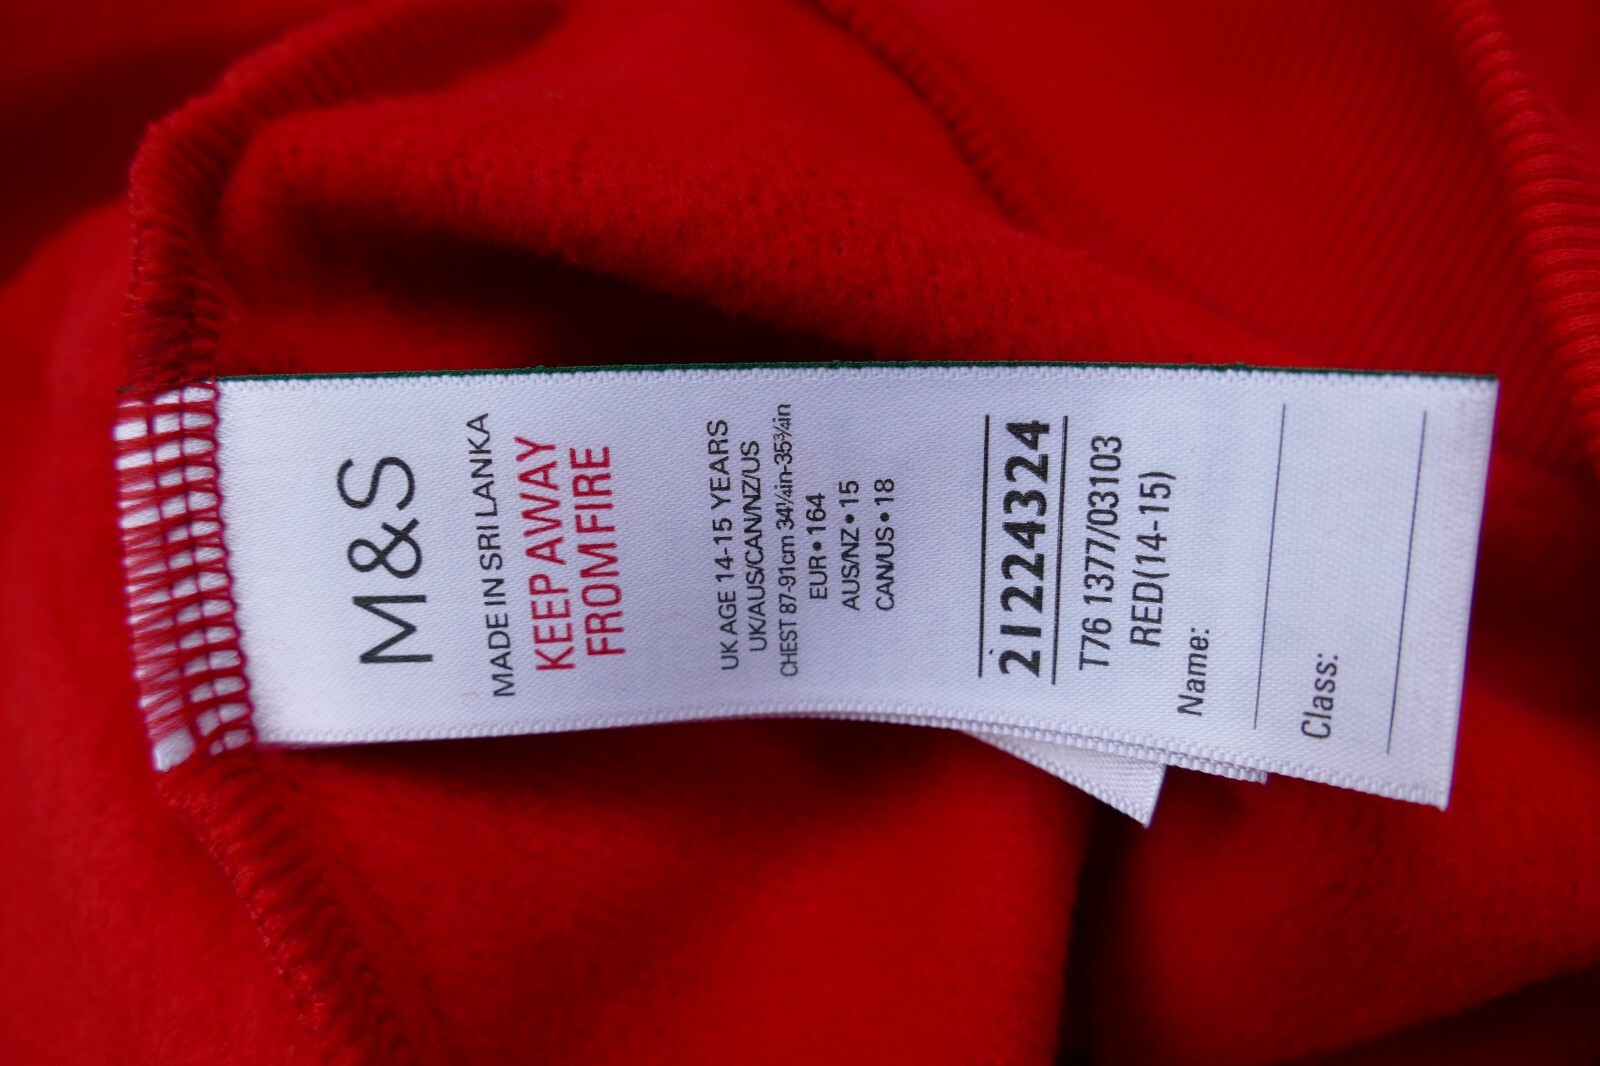 M&S
MADE IN SRI LANKA
KEEP AWAY
FROM FIRE
UK AGE 14-15 YEARS
UK/AUS/CAN/NZ/US
CHEST 87-91cm 34¼in-35¾in
EUR•164
AUS/NZ•15
CAN/US•18
21224324
T76 1377/03103
RED(14-15)
Name:
Class: